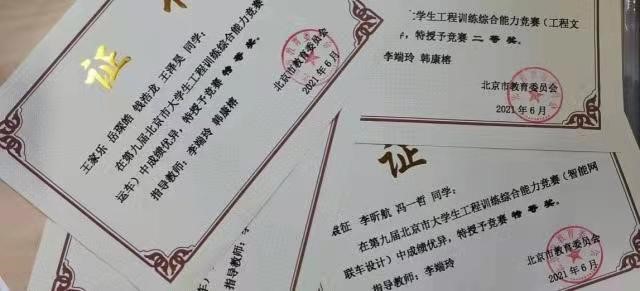 证
王家乐 岳琛皓 钱浩龙 王泽昊 同学:
在第九届北京市大学生工程训练综合能力竞赛
运车)中成绩优异,特授予竞赛 特等奖。
指导教师:李端玲 韩康榕
北京市教育委员会
2021年6月
大学生工程训练综合能力竞赛(工程文
,特授予竞赛 二等奖。
李端玲 韩康榕
北京市教育委员会
2021年6月
证
征 李昕航 冯一哲 同学:
在第九届北京市大学生工程训练综合能力竞赛(智能网
联车设计)中成绩优异,特授予竞赛 特等奖。
指导教师:李端玲
北京市教育委员会
2021年6月
指导教师: